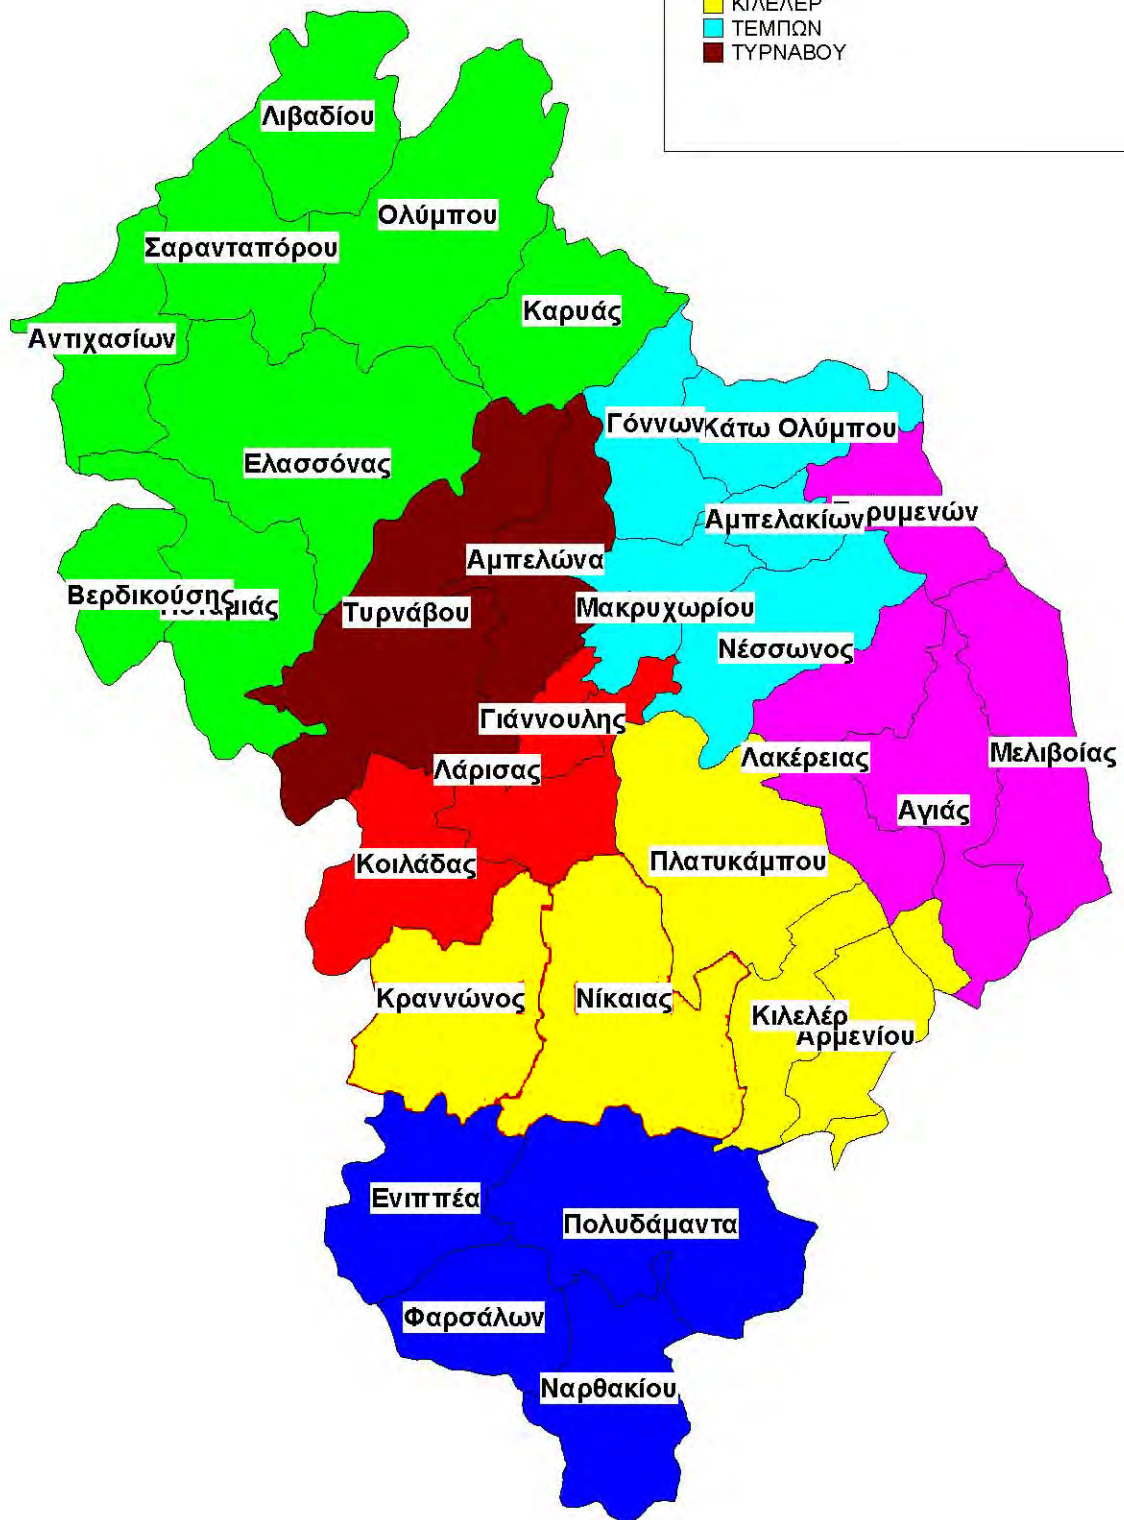 ΚΙΛΕΛΕΡ
ΤΕΜΠΩΝ
ΤΥΡΝΑΒΟΥ
Λιβαδίου
Ολύμπου
Σαρανταπόρου
Καρυάς
Αντιχασίων
Γόννων
Κάτω Ολύμπου
Ελασσόνας
Αμπελακίων
Αμπελώνα
Βερδικούσης
Τυρνάβου
Μακρυχωρίου
Νέσσωνος
Γιάννουλης
Λάρισας
Λακέρειας
Μελιβοίας
Αγιάς
Κοιλάδας
Πλατυκάμπου
Κραννώνος
Νίκαιας
Κιλελέρ
Αρμενίου
Ενιππέα
Πολυδάμαντα
Φαρσάλων
Ναρθακίου